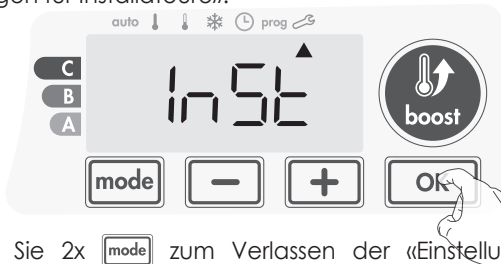 gen für Installateure».
auto prog
C
B
A
InSt
boost
mode − + OK
Sie 2x mode zum Verlassen der «Einstellu